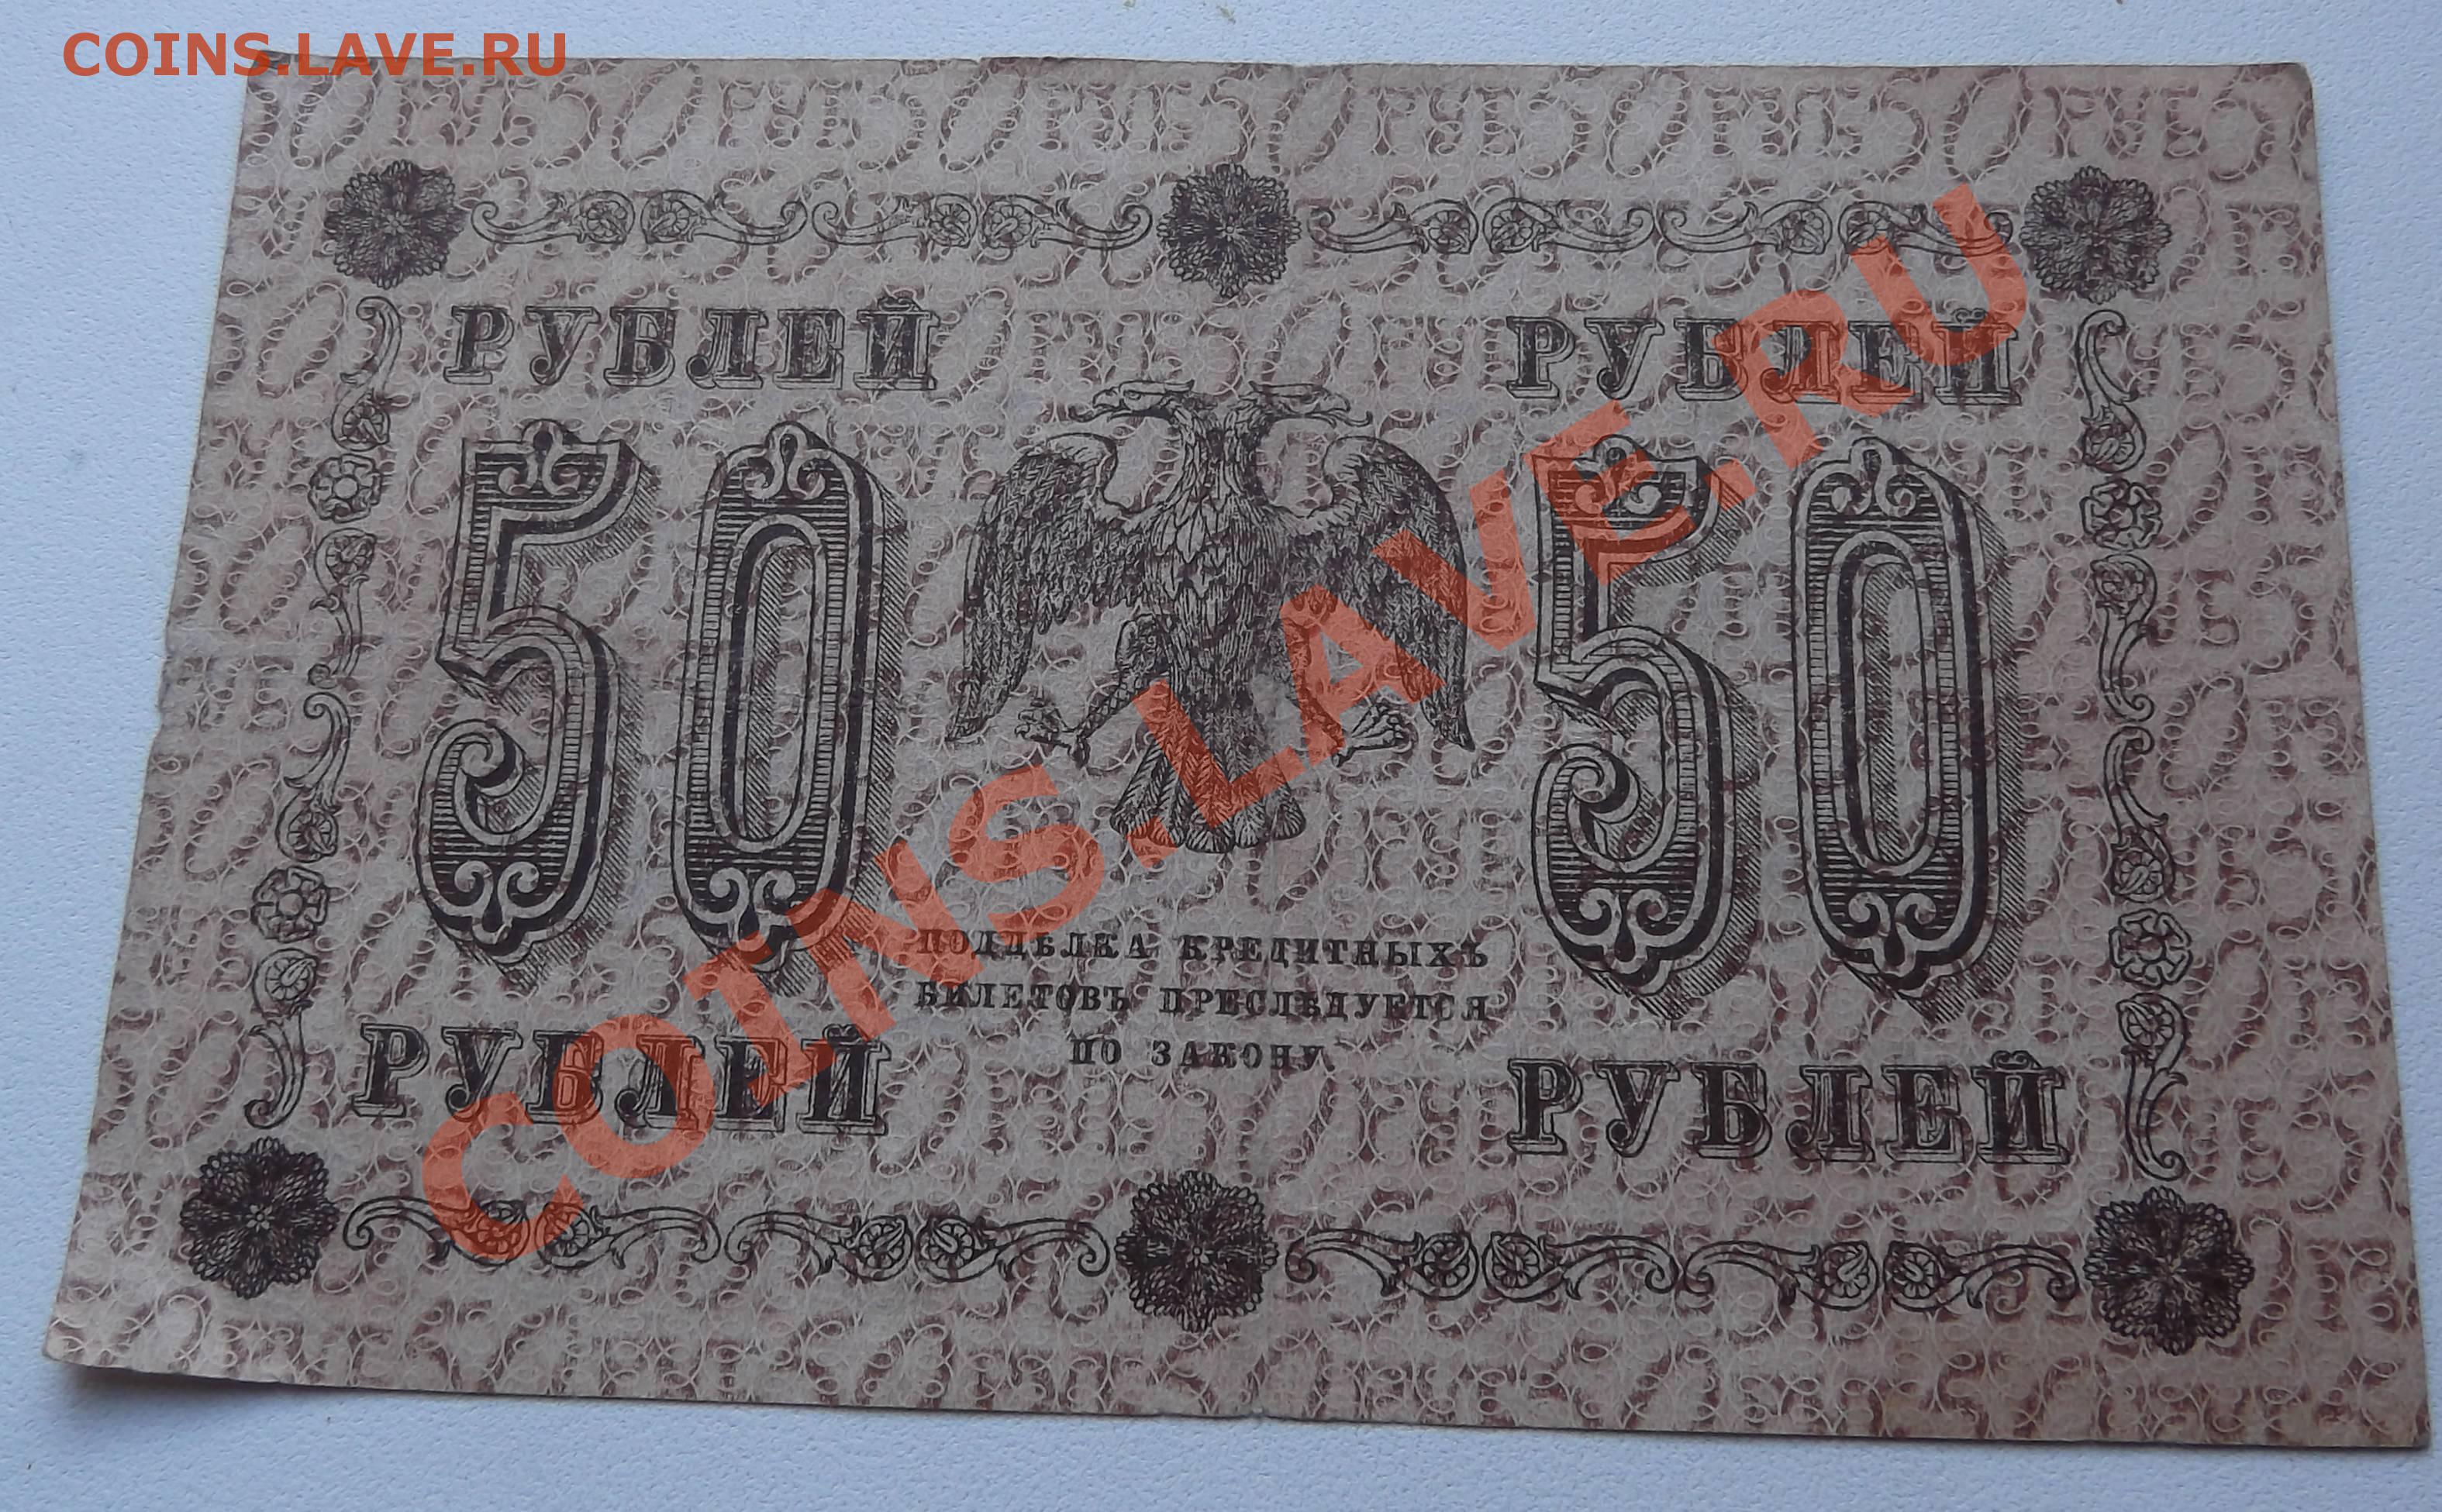 COINS.LAVE.RU
РУБЛЕЙ РУБЛЕЙ
50 50
ПОДДѢЛКА КРЕДИТНЫХЪ
БИЛЕТОВЪ ПРЕСЛѢДУЕТСЯ
ПО ЗАКОНУ
РУБЛЕЙ РУБЛЕЙ
COINS.LAVE.RU